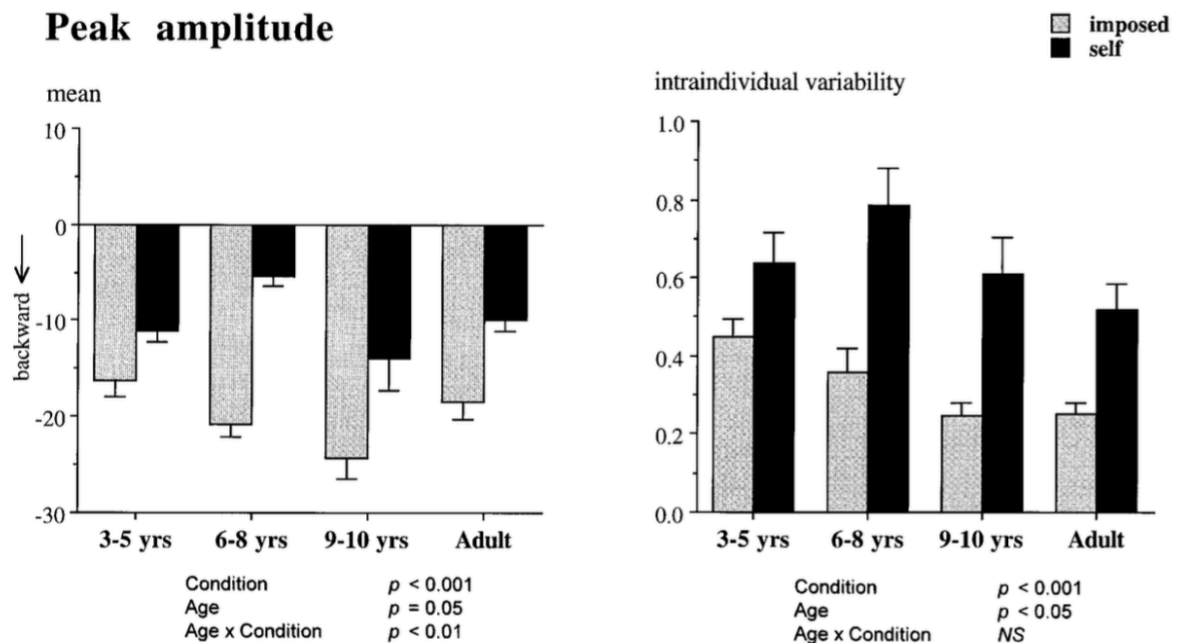 Peak amplitude
imposed
self
mean
10
0
-10
-20
-30
backward
3-5 yrs 6-8 yrs 9-10 yrs Adult
Condition p < 0.001
Age p = 0.05
Age x Condition p < 0.01
intraindividual variability
1.0
0.8
0.6
0.4
0.2
0.0
3-5 yrs 6-8 yrs 9-10 yrs Adult
Condition p < 0.001
Age p < 0.05
Age x Condition NS